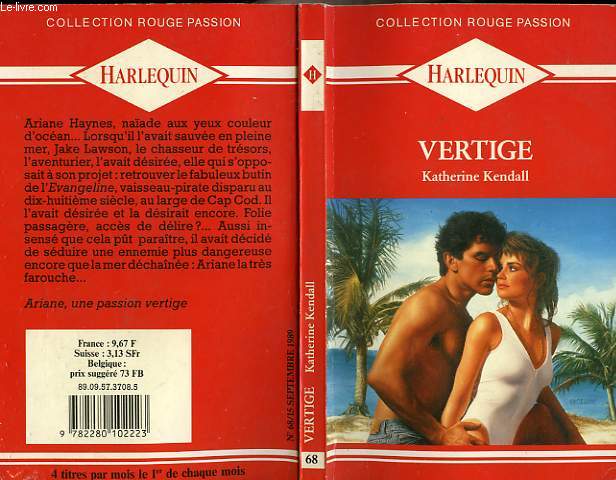 Le-livre.com
COLLECTION ROUGE PASSION
HARLEQUIN
Ariane Haynes, naïade aux yeux couleur
d'océan... Lorsqu'il l'avait sauvée en pleine
mer, Jake Lawson, le chasseur de trésors,
l'aventurier, l'avait désirée, elle qui s'oppo-
sait à son projet : retrouver le fabuleux butin
de l'Evangeline, vaisseau-pirate disparu au
dix-huitième siècle, au large de Cap Cod. Il
l'avait désirée et la désirait encore. Folie
passagère, accès de délire ?... Aussi in-
sensé que cela pût paraître, il avait décidé
de séduire une ennemie plus dangereuse
encore que la mer déchaînée : Ariane la très
farouche...
Ariane, une passion vertige
France : 9,67 F
Suisse : 3,13 SFr
Belgique :
prix suggéré 73 FB
89.09.57.3708.5
9 782280 102223
4 titres par mois le 1er de chaque mois
H
N° 68/15 SEPTEMBRE 1989
VERTIGE Katherine Kendall
68
COLLECTION ROUGE PASSION
HARLEQUIN
VERTIGE
Katherine Kendall